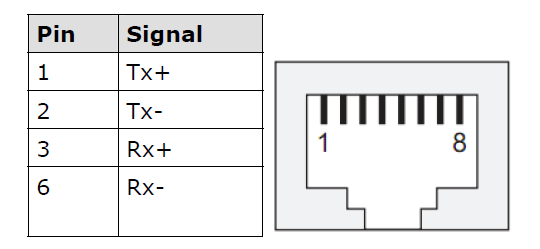 Pin Signal
1 Tx+
2 Tx-
3 Rx+
6 Rx-
1 8